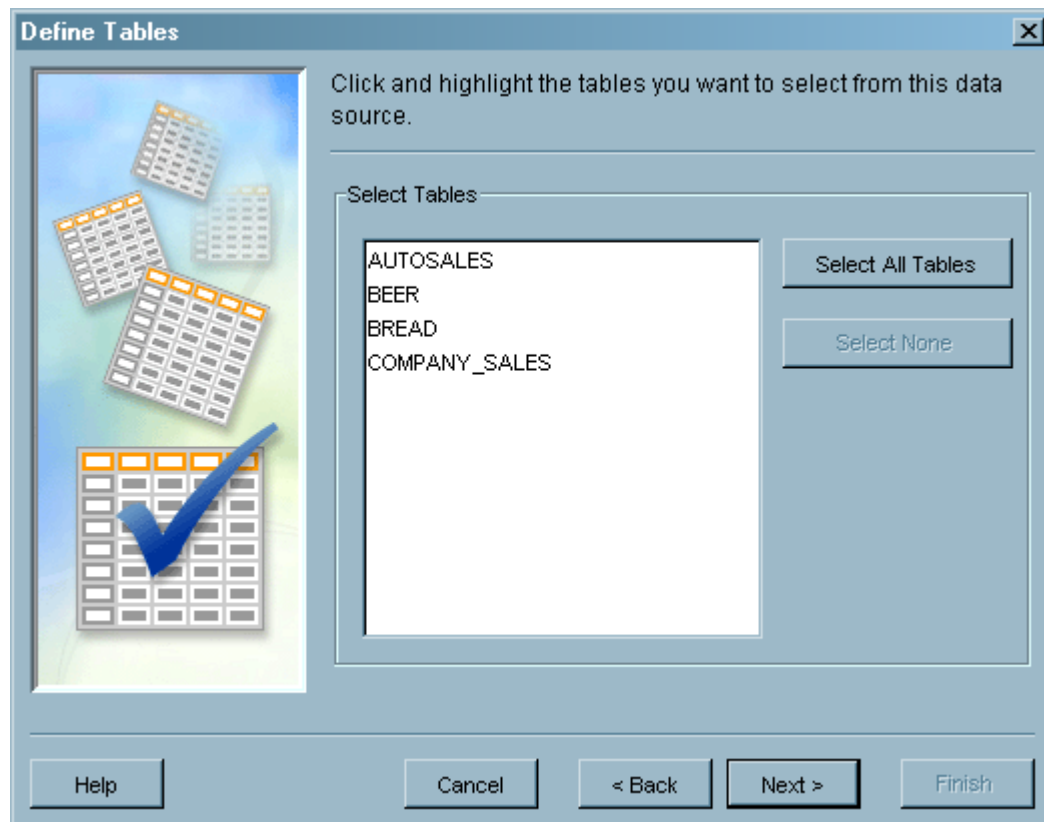 Define Tables
Click and highlight the tables you want to select from this data
source.
Select Tables
AUTOSALES
BEER
BREAD
COMPANY_SALES
Select All Tables
Select None
Help
Cancel
< Back
Next >
Finish